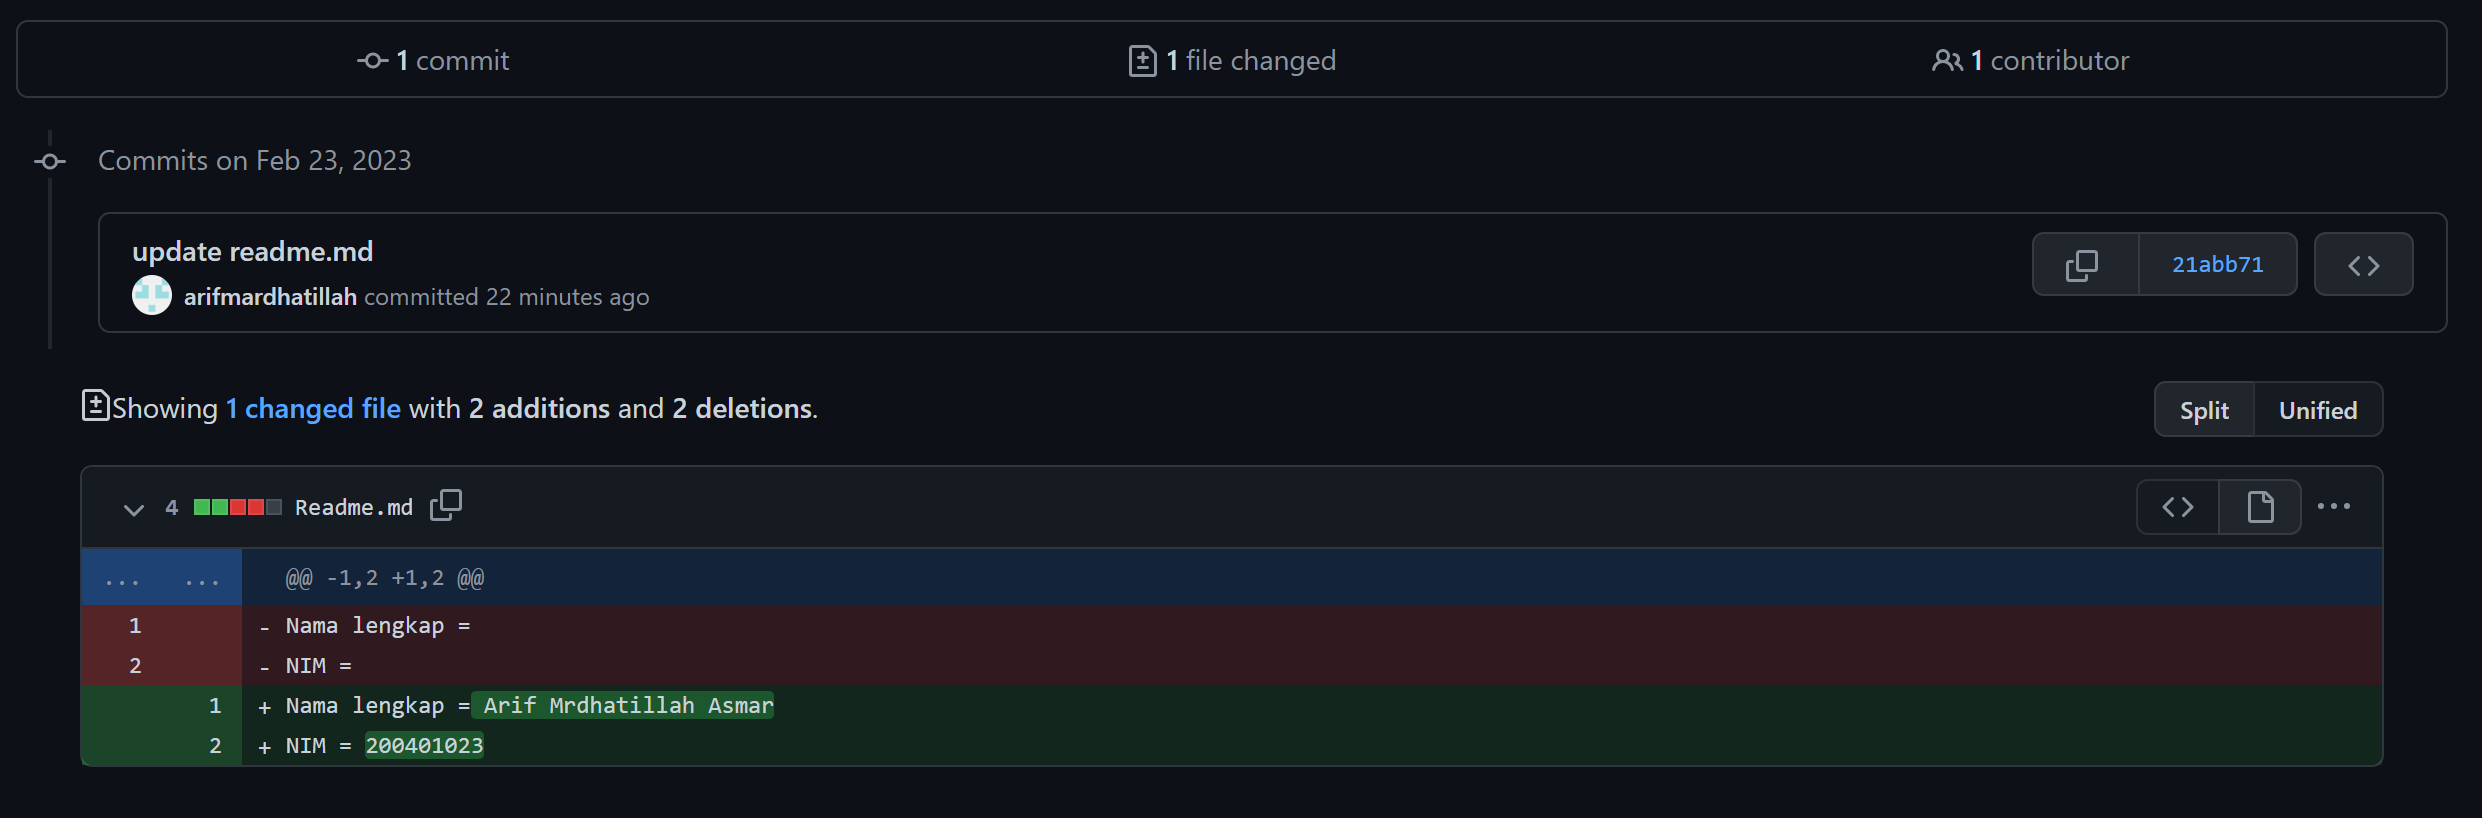 1 commit
1 file changed
1 contributor
Commits on Feb 23, 2023
update readme.md
arifmardhatillah committed 22 minutes ago
21abb71
Showing 1 changed file with 2 additions and 2 deletions.
Split
Unified
4
Readme.md
... ... @@ -1,2 +1,2 @@
1 - Nama lengkap =
2 - NIM =
1 + Nama lengkap = Arif Mrdhatillah Asmar
2 + NIM = 200401023